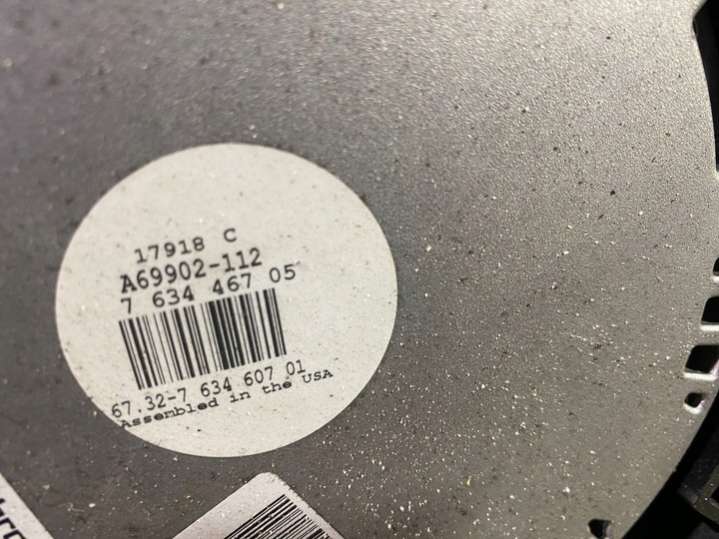 17918 C
A69902-112
7 634 467 05
67.32-7 634 607 01
Assembled in the USA